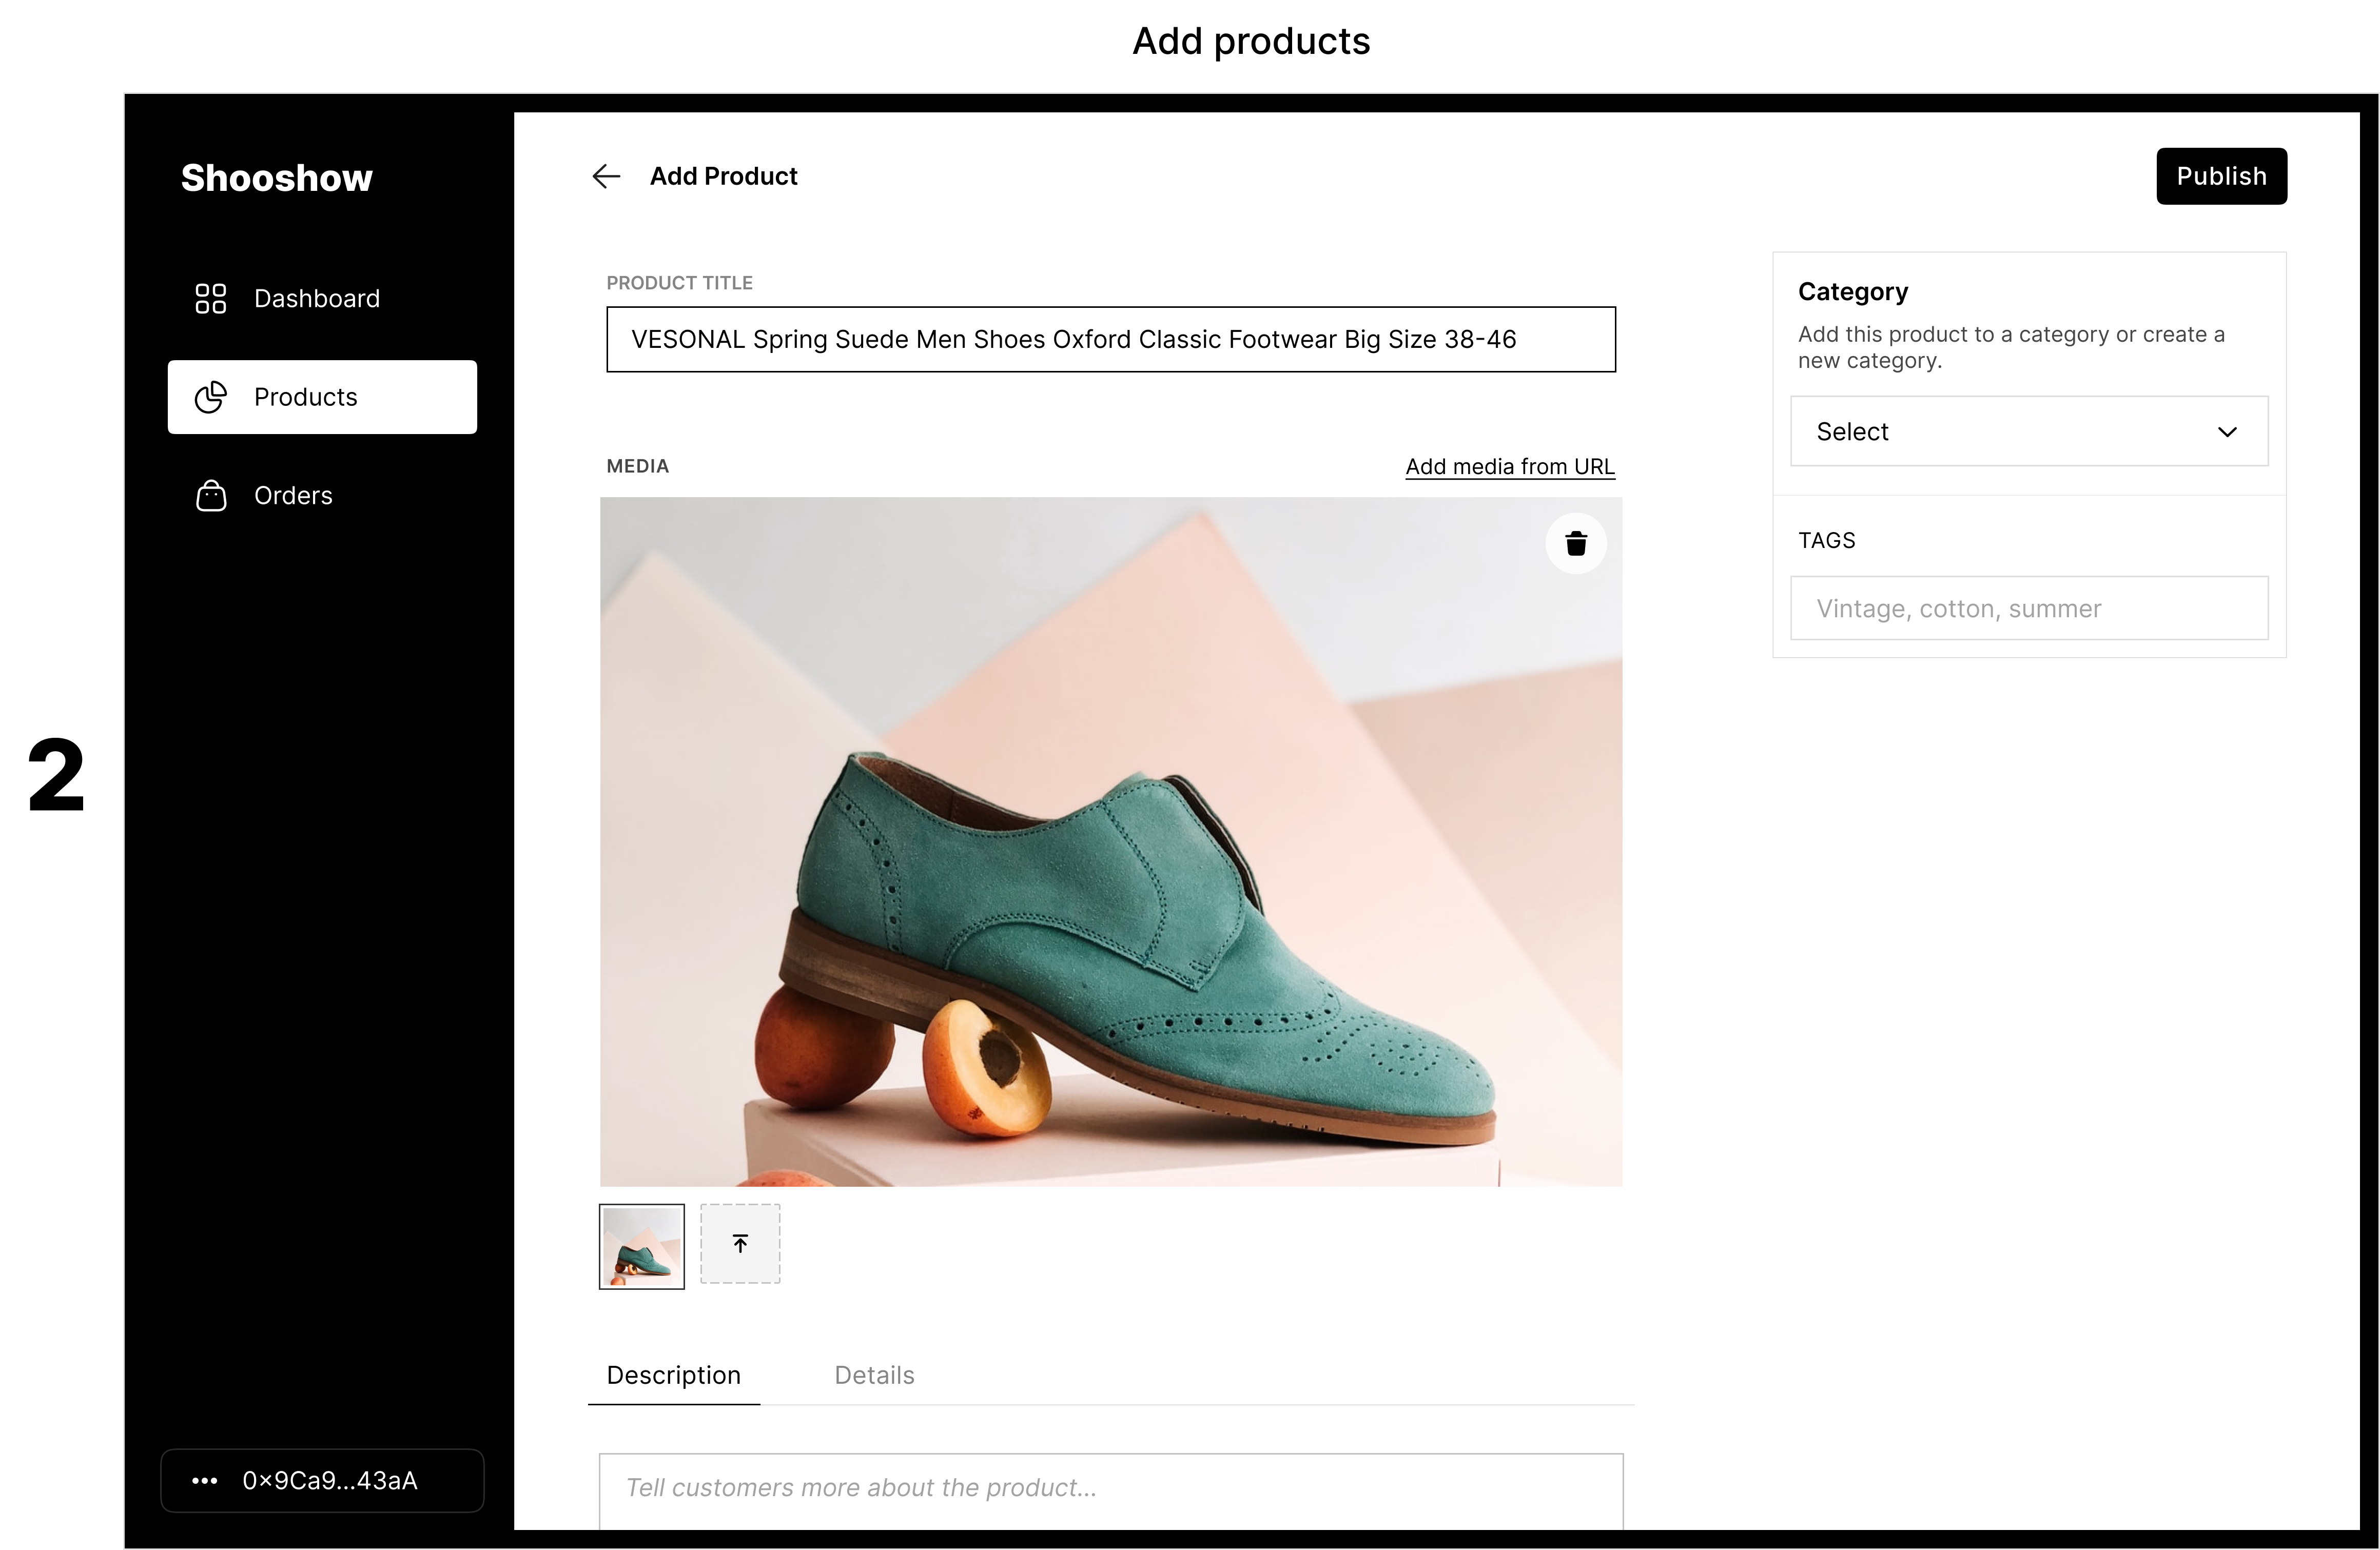 Add products
2
Shooshow
Dashboard
Products
Orders
0×9Ca9...43aA
Add Product
Publish
PRODUCT TITLE
VESONAL Spring Suede Men Shoes Oxford Classic Footwear Big Size 38-46
MEDIA
Add media from URL
Description
Details
Tell customers more about the product...
Category
Add this product to a category or create a
new category.
Select
TAGS
Vintage, cotton, summer